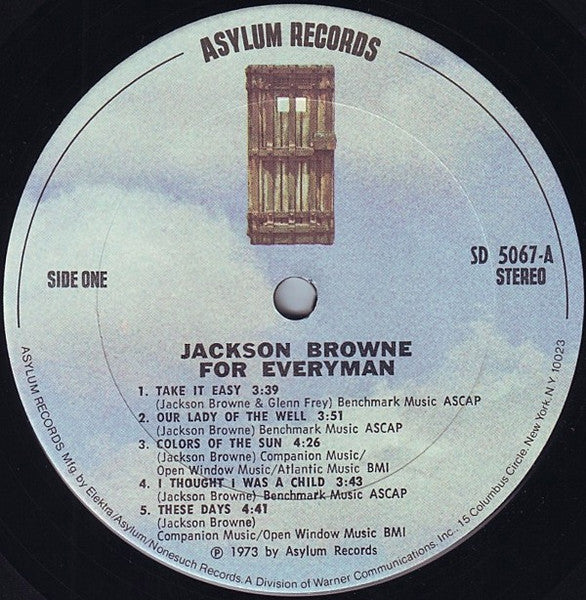 ASYLUM RECORDS
SIDE ONE
SD 5067-A
STEREO
JACKSON BROWNE
FOR EVERYMAN
1. TAKE IT EASY 3:39
(Jackson Browne & Glenn Frey) Benchmark Music ASCAP
2. OUR LADY OF THE WELL 3:51
(Jackson Browne) Benchmark Music ASCAP
3. COLORS OF THE SUN 4:26
(Jackson Browne) Companion Music/
Open Window Music/Atlantic Music BMI
4. I THOUGHT I WAS A CHILD 3:43
(Jackson Browne) Benchmark Music ASCAP
5. THESE DAYS 4:41
(Jackson Browne)
Companion Music/Open Window Music BMI
℗ 1973 by Asylum Records
ASYLUM RECORDS Mfg. by Elektra/Asylum/Nonesuch Records. A Division of Warner Communications, Inc., 15 Columbus Circle, New York, N.Y. 10023